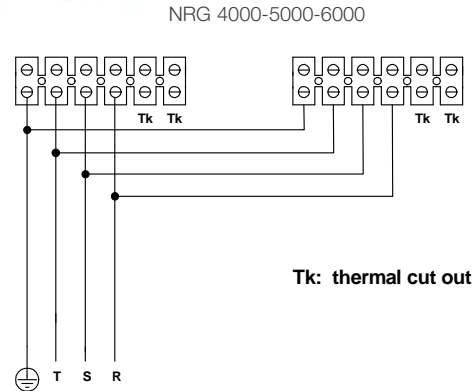 NRG 4000-5000-6000
Tk Tk
Tk Tk
Tk: thermal cut out
T S R